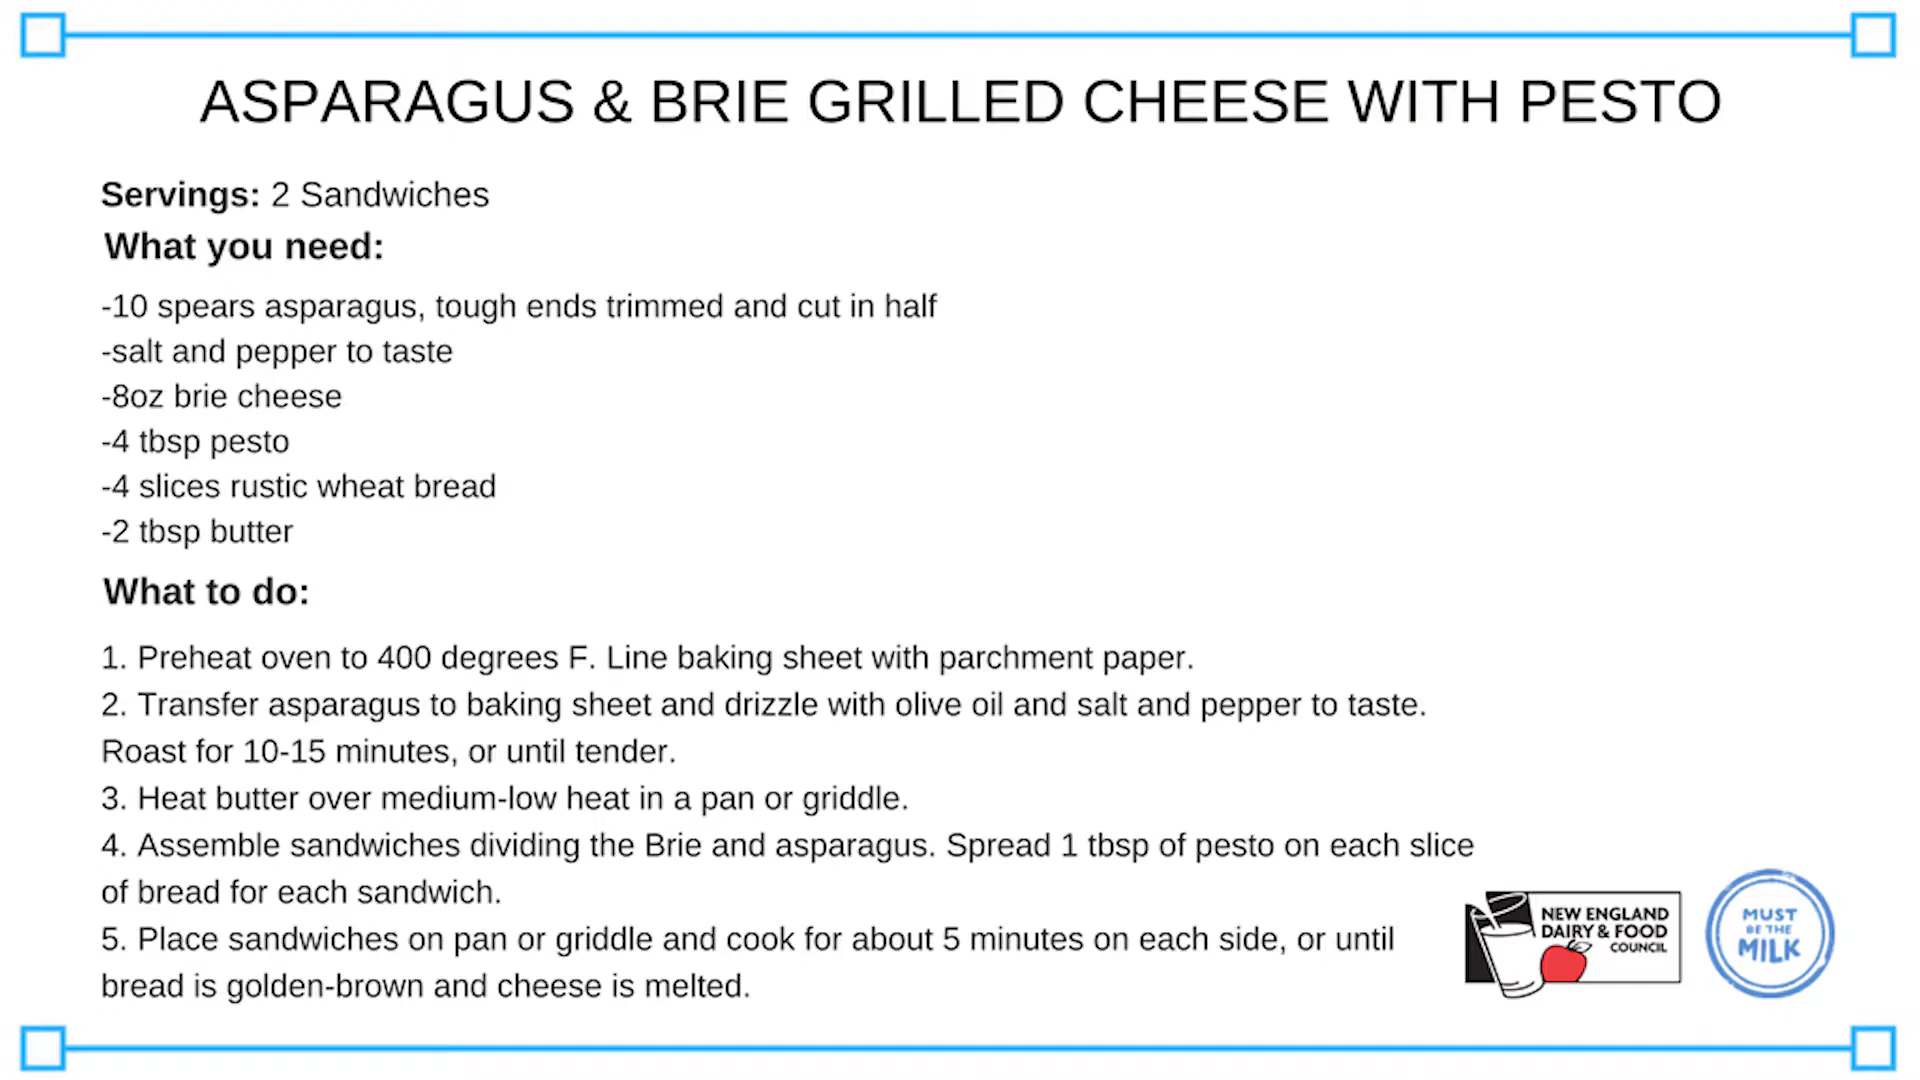 ASPARAGUS & BRIE GRILLED CHEESE WITH PESTO
Servings: 2 Sandwiches
What you need:
-10 spears asparagus, tough ends trimmed and cut in half
-salt and pepper to taste
-8oz brie cheese
-4 tbsp pesto
-4 slices rustic wheat bread
-2 tbsp butter
What to do:
1. Preheat oven to 400 degrees F. Line baking sheet with parchment paper.
2. Transfer asparagus to baking sheet and drizzle with olive oil and salt and pepper to taste.
Roast for 10-15 minutes, or until tender.
3. Heat butter over medium-low heat in a pan or griddle.
4. Assemble sandwiches dividing the Brie and asparagus. Spread 1 tbsp of pesto on each slice
of bread for each sandwich.
5. Place sandwiches on pan or griddle and cook for about 5 minutes on each side, or until
bread is golden-brown and cheese is melted.
NEW ENGLAND
DAIRY & FOOD
COUNCIL
MUST
BE THE
MILK